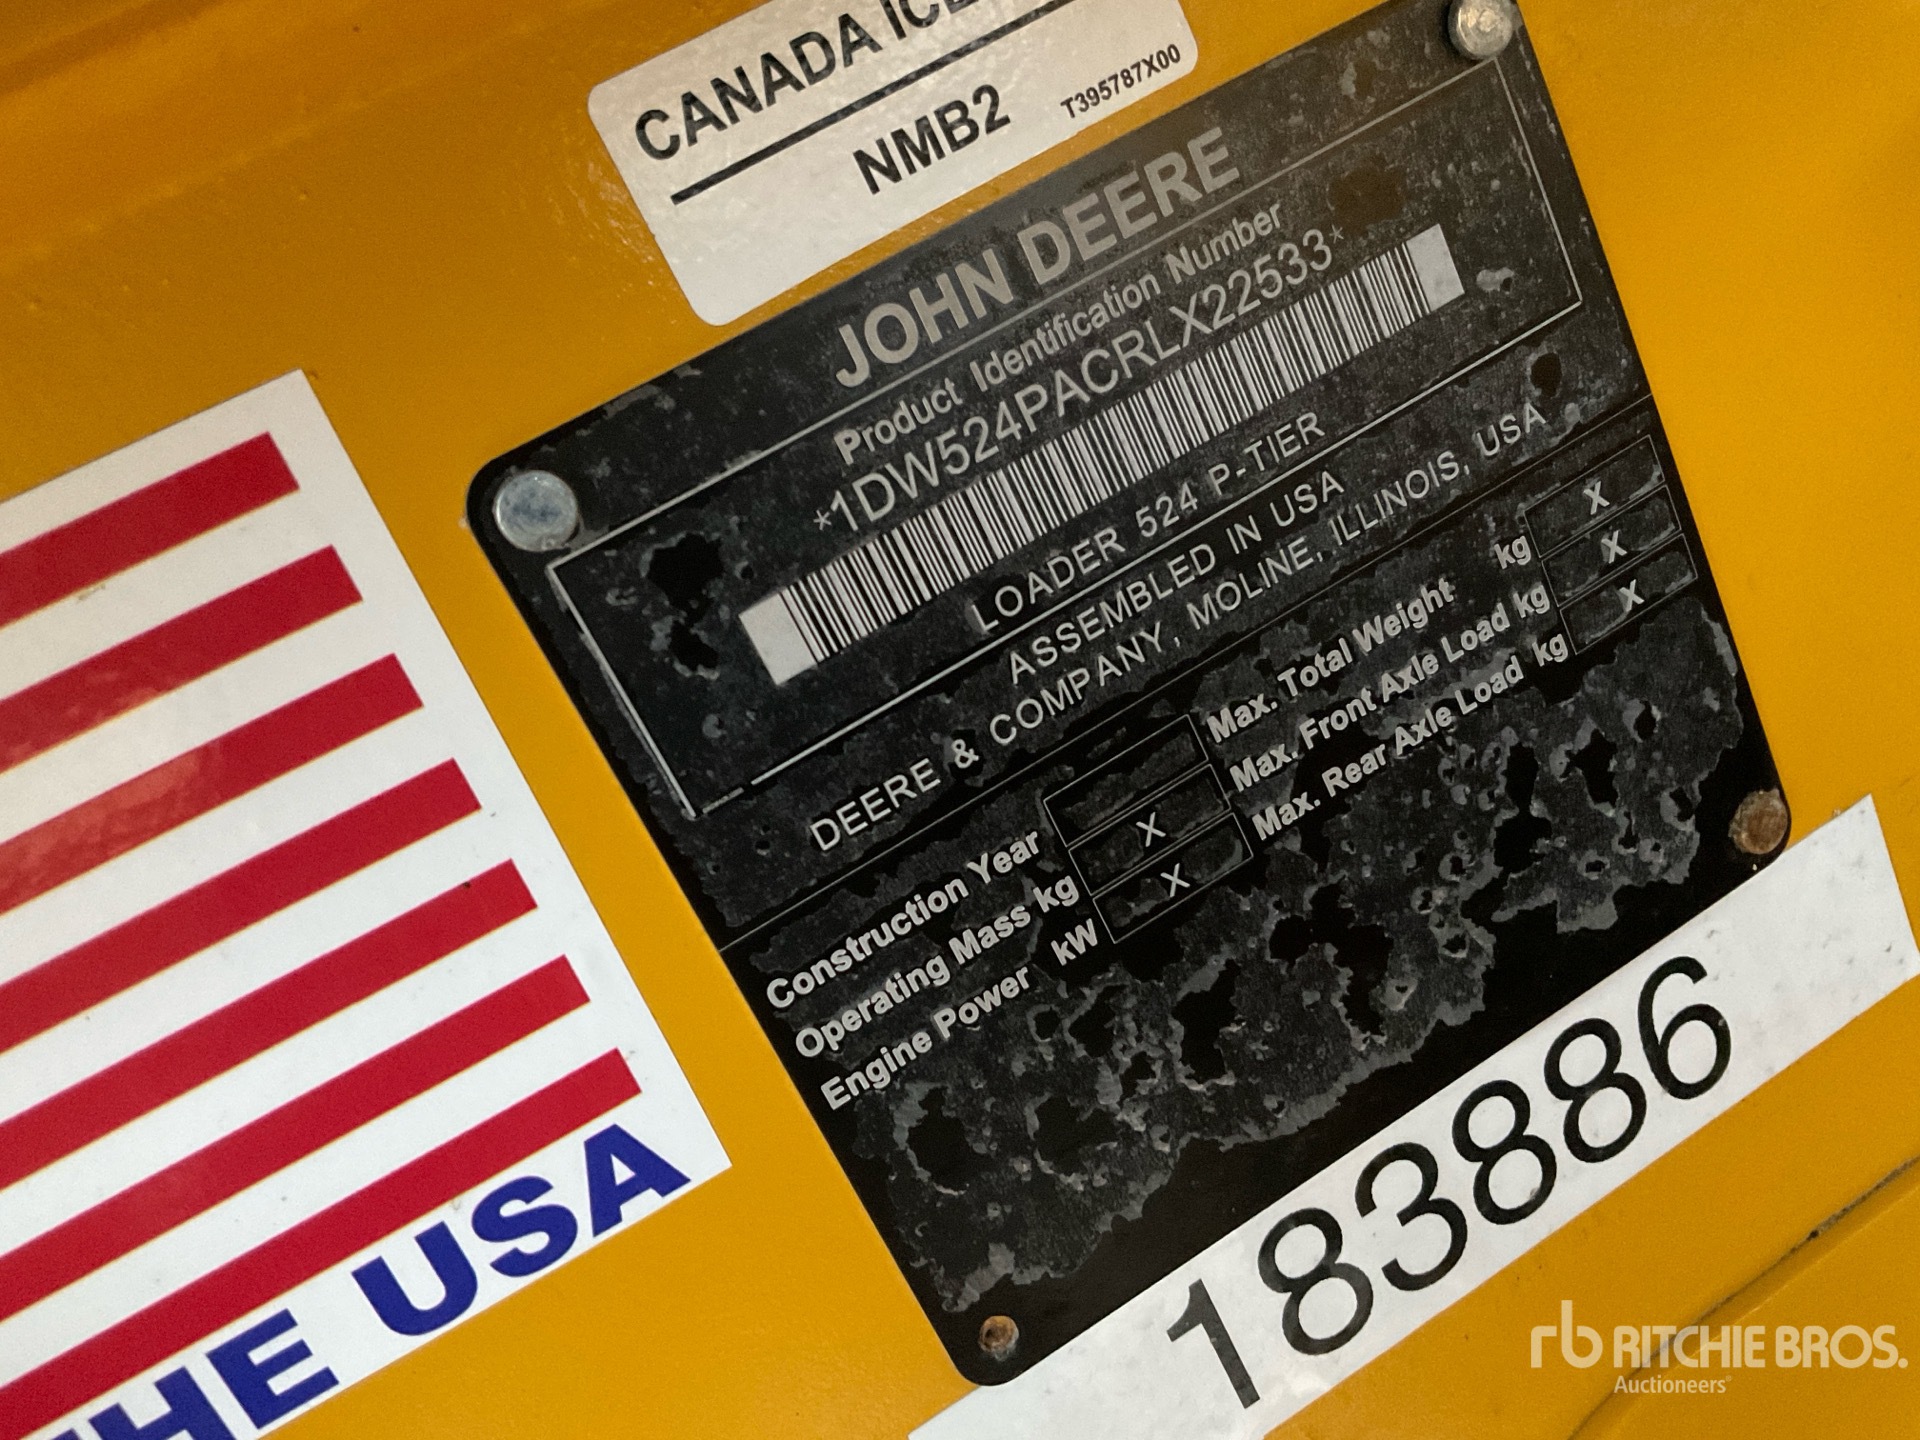 CANADA ICE
NMB2
T395787X00
JOHN DEERE
Product Identification Number
*1DW524PACRLX22533*
LOADER 524 P-TIER
ASSEMBLED IN USA
DEERE & COMPANY, MOLINE, ILLINOIS, USA
Construction Year
Operating Mass kg X
Engine Power kW X
Max. Total Weight kg X
Max. Front Axle Load kg X
Max. Rear Axle Load kg X
183886
THE USA
rb RITCHIE BROS.
Auctioneers